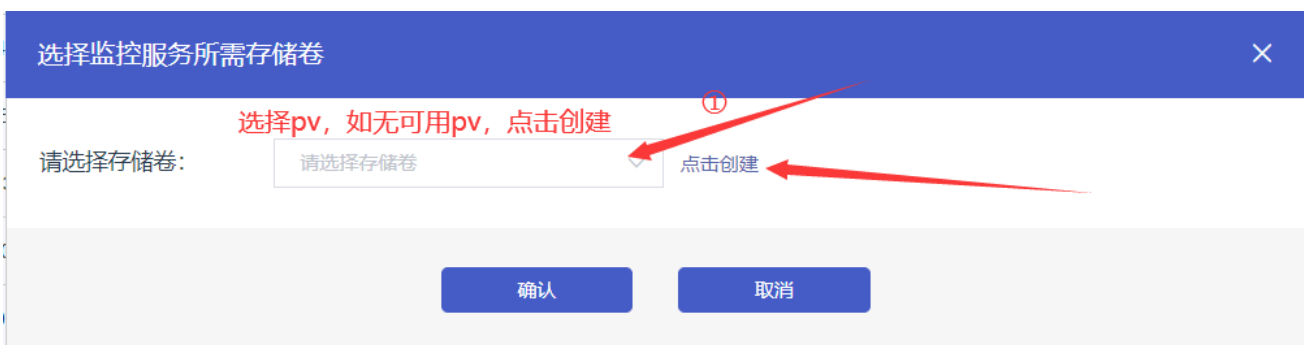 选择监控服务所需存储卷
①
选择pv，如无可用pv，点击创建
请选择存储卷：
请选择存储卷
点击创建
确认
取消